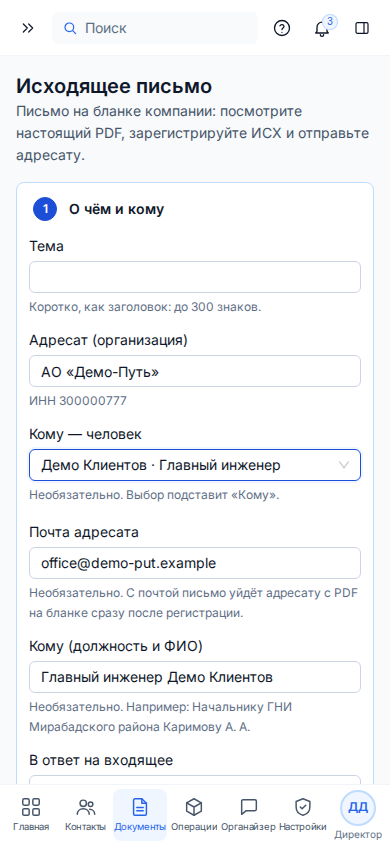 Поиск
3
Исходящее письмо
Письмо на бланке компании: посмотрите
настоящий PDF, зарегистрируйте ИСХ и отправьте
адресату.
1 О чём и кому
Тема
Коротко, как заголовок: до 300 знаков.
Адресат (организация)
АО «Демо-Путь»
ИНН 300000777
Кому — человек
Демо Клиентов · Главный инженер
Необязательно. Выбор подставит «Кому».
Почта адресата
office@demo-put.example
Необязательно. С почтой письмо уйдёт адресату с PDF
на бланке сразу после регистрации.
Кому (должность и ФИО)
Главный инженер Демо Клиентов
Необязательно. Например: Начальнику ГНИ
Мирабадского района Каримову А. А.
В ответ на входящее
ДД
Главная Контакты Документы Операции Органайзер Настройки Директор